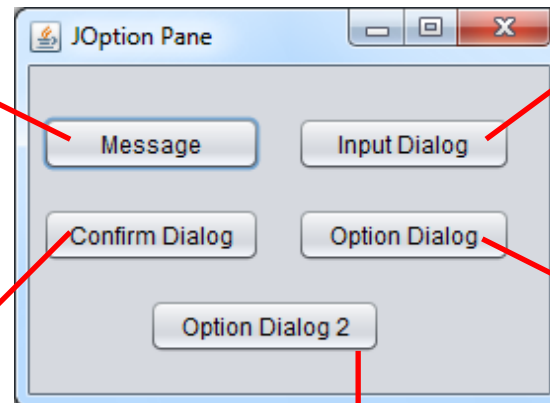 JOption Pane
Message
Input Dialog
Confirm Dialog
Option Dialog
Option Dialog 2